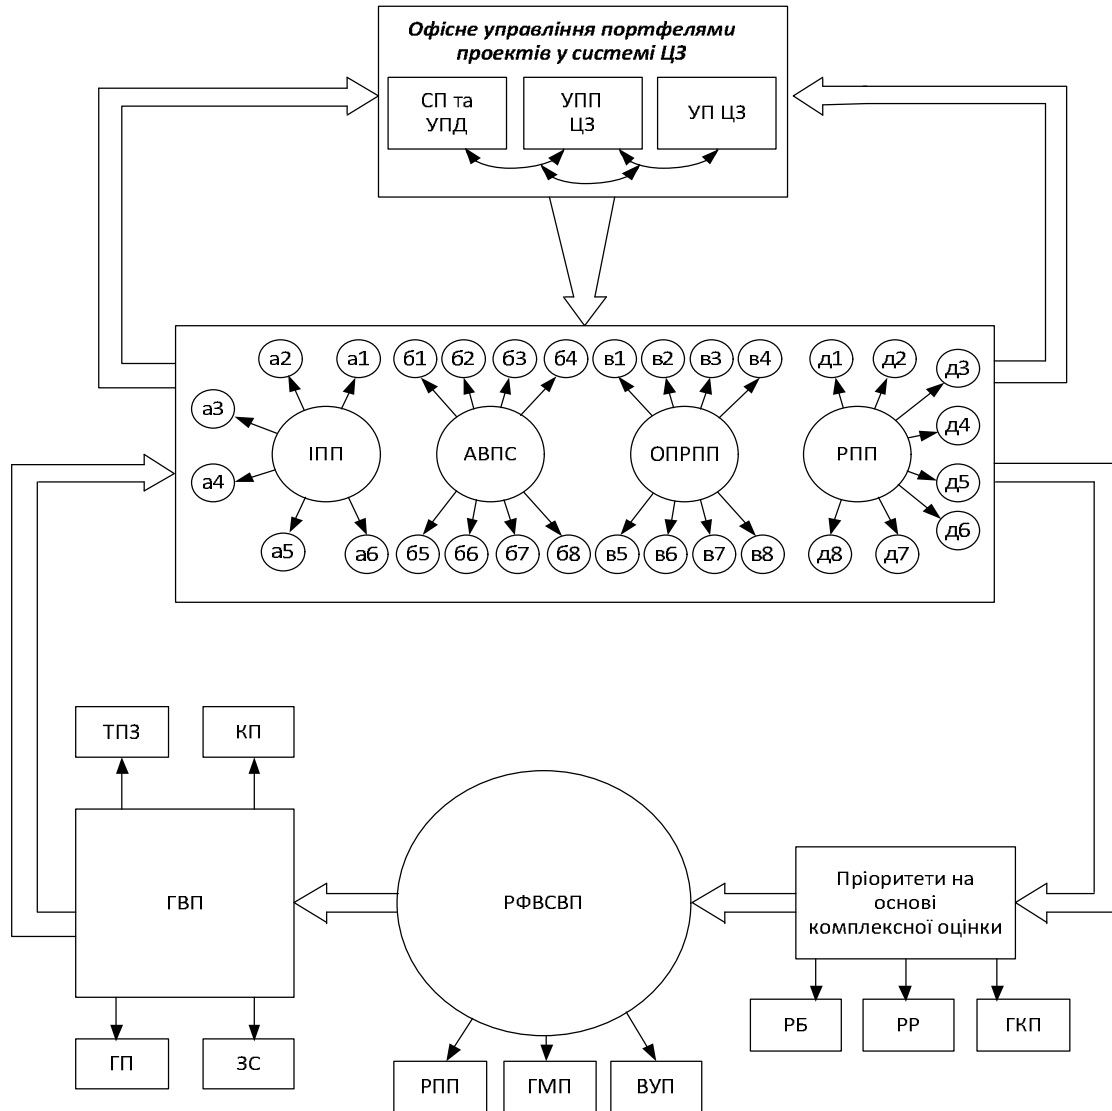 Офісне управління портфелями
проектів у системі ЦЗ
СП та
УПД
УПП
ЦЗ
УП ЦЗ
а2
а1
б1
б2
б3
б4
в1
в2
в3
в4
д1
д2
д3
а3
д4
ІПП
АВПС
ОПРПП
РПП
а4
д5
д6
а5
а6
б5
б6
б7
б8
в5
в6
в7
в8
д8
д7
ТПЗ
КП
ГВП
РФВСВП
Пріоритети на
основі
комплексної оцінки
РБ
РР
ГКП
ГП
ЗС
РПП
ГМП
ВУП